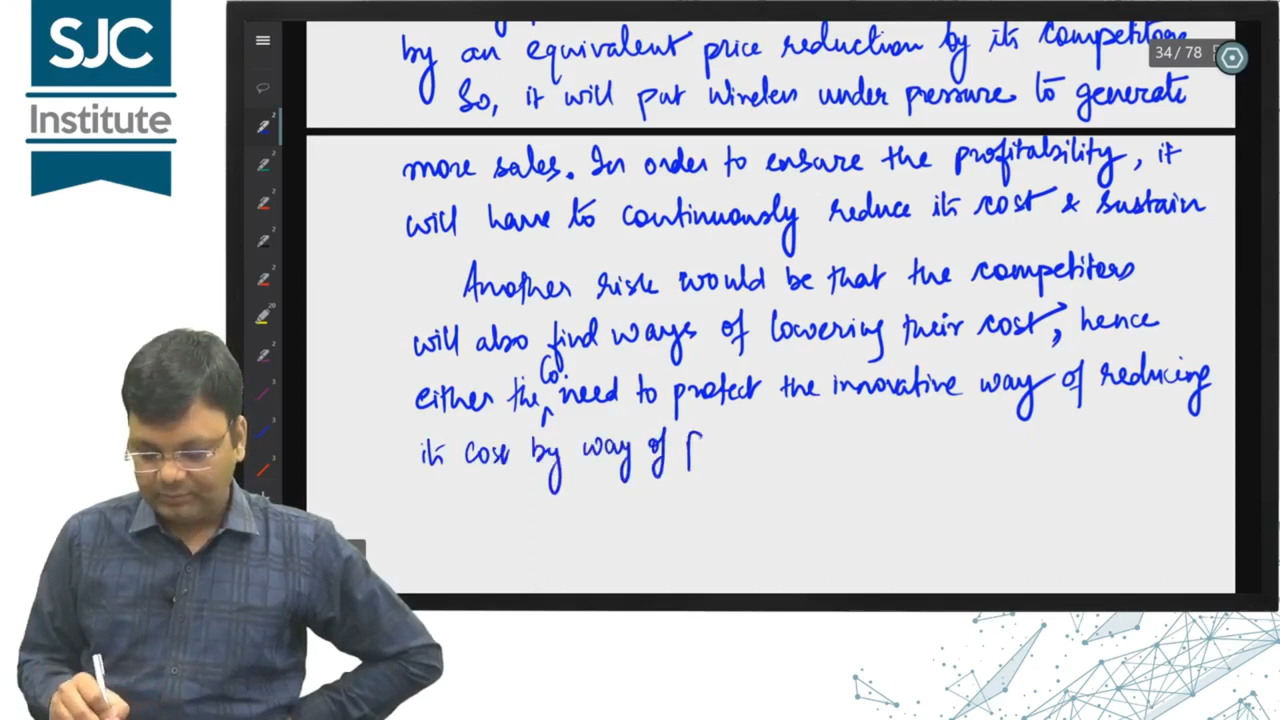 SJC
Institute
34/78
by an equivalent price reduction by its competitors
So, it will put wireless under pressure to generate
more sales. In order to ensure the profitability, it
will have to continuously reduce its cost & sustain
Another risk would be that the competitors
will also find ways of lowering their cost, hence
either the Co. need to protect the innovative way of reducing
its cost by way of